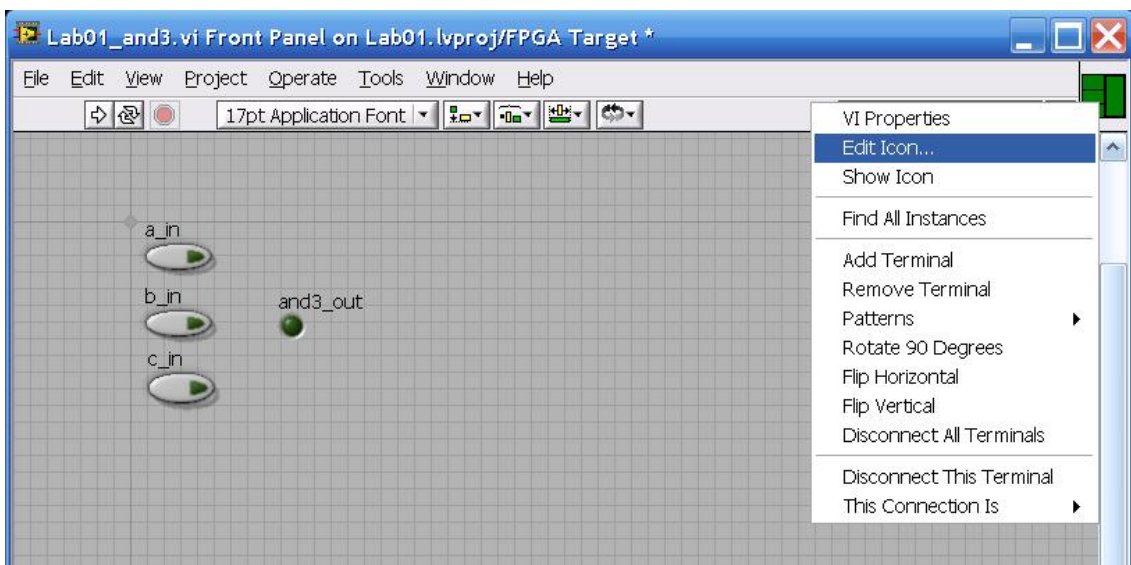 Lab01_and3.vi Front Panel on Lab01.lvproj/FPGA Target *
File Edit View Project Operate Tools Window Help
17pt Application Font
VI Properties
Edit Icon...
Show Icon
Find All Instances
Add Terminal
Remove Terminal
Patterns
Rotate 90 Degrees
Flip Horizontal
Flip Vertical
Disconnect All Terminals
Disconnect This Terminal
This Connection Is
a_in
b_in
and3_out
c_in